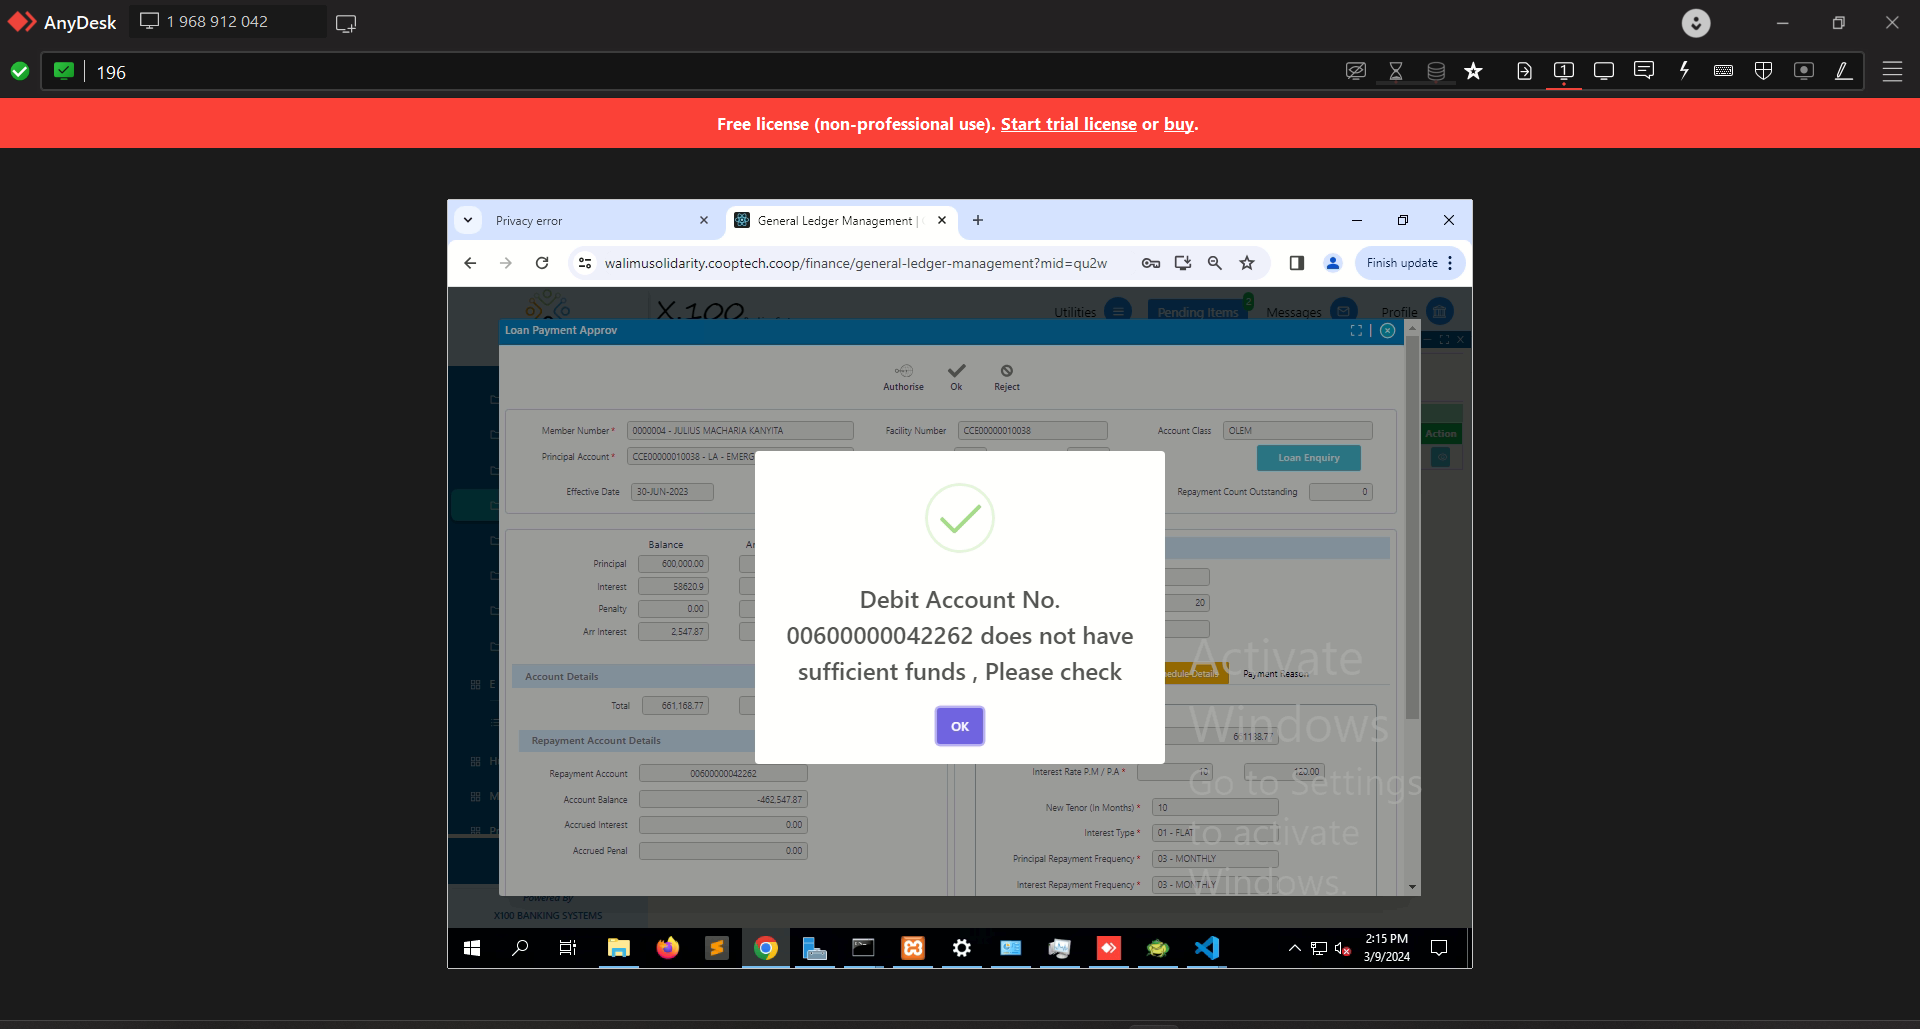 AnyDesk
1 968 912 042
196
Free license (non-professional use). Start trial license or buy.
Privacy error
General Ledger Management |
walimusolidarity.cooptech.coop/finance/general-ledger-management?mid=qu2w
Finish update
X.100
Utilities
Pending Items
2
Messages
Profile
Loan Payment Approv
Authorise
Ok
Reject
Member Number *
0000004 - JULIUS MACHARIA KANYITA
Facility Number
CCE00000010038
Account Class
OLEM
Action
Principal Account *
CCE00000010038 - LA - EMERG
Loan Enquiry
Effective Date
30-JUN-2023
Repayment Count Outstanding
0
Balance
Principal
600,000.00
Interest
58620.9
Penalty
0.00
20
Arr Interest
2,547.87
Debit Account No.
00600000042262 does not have
sufficient funds , Please check
OK
Account Details
Payment Reason
Total
661,168.77
Repayment Account Details
Repayment Account
00600000042262
Interest Rate P.M / P.A *
10
120.00
Account Balance
-462,547.87
New Tenor (In Months) *
10
Accrued Interest
0.00
Interest Type *
01 - FLAT
Accrued Penal
0.00
Principal Repayment Frequency *
03 - MONTHLY
Interest Repayment Frequency *
03 - MONTHLY
Activate
Windows
Go to Settings
to activate
Windows.
Powered By
X100 BANKING SYSTEMS
2:15 PM
3/9/2024